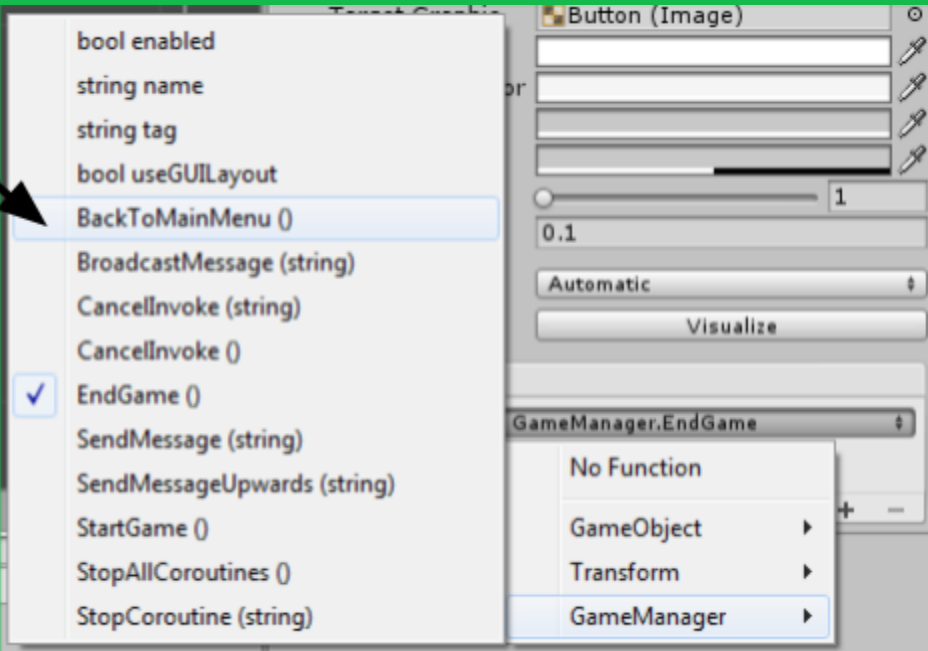 bool enabled
string name
string tag
bool useGUILayout
BackToMainMenu ()
BroadcastMessage (string)
CancelInvoke (string)
CancelInvoke ()
EndGame ()
SendMessage (string)
SendMessageUpwards (string)
StartGame ()
StopAllCoroutines ()
StopCoroutine (string)
Target Graphic
Button (Image)
or
1
0.1
Automatic
Visualize
GameManager.EndGame
No Function
GameObject
Transform
GameManager